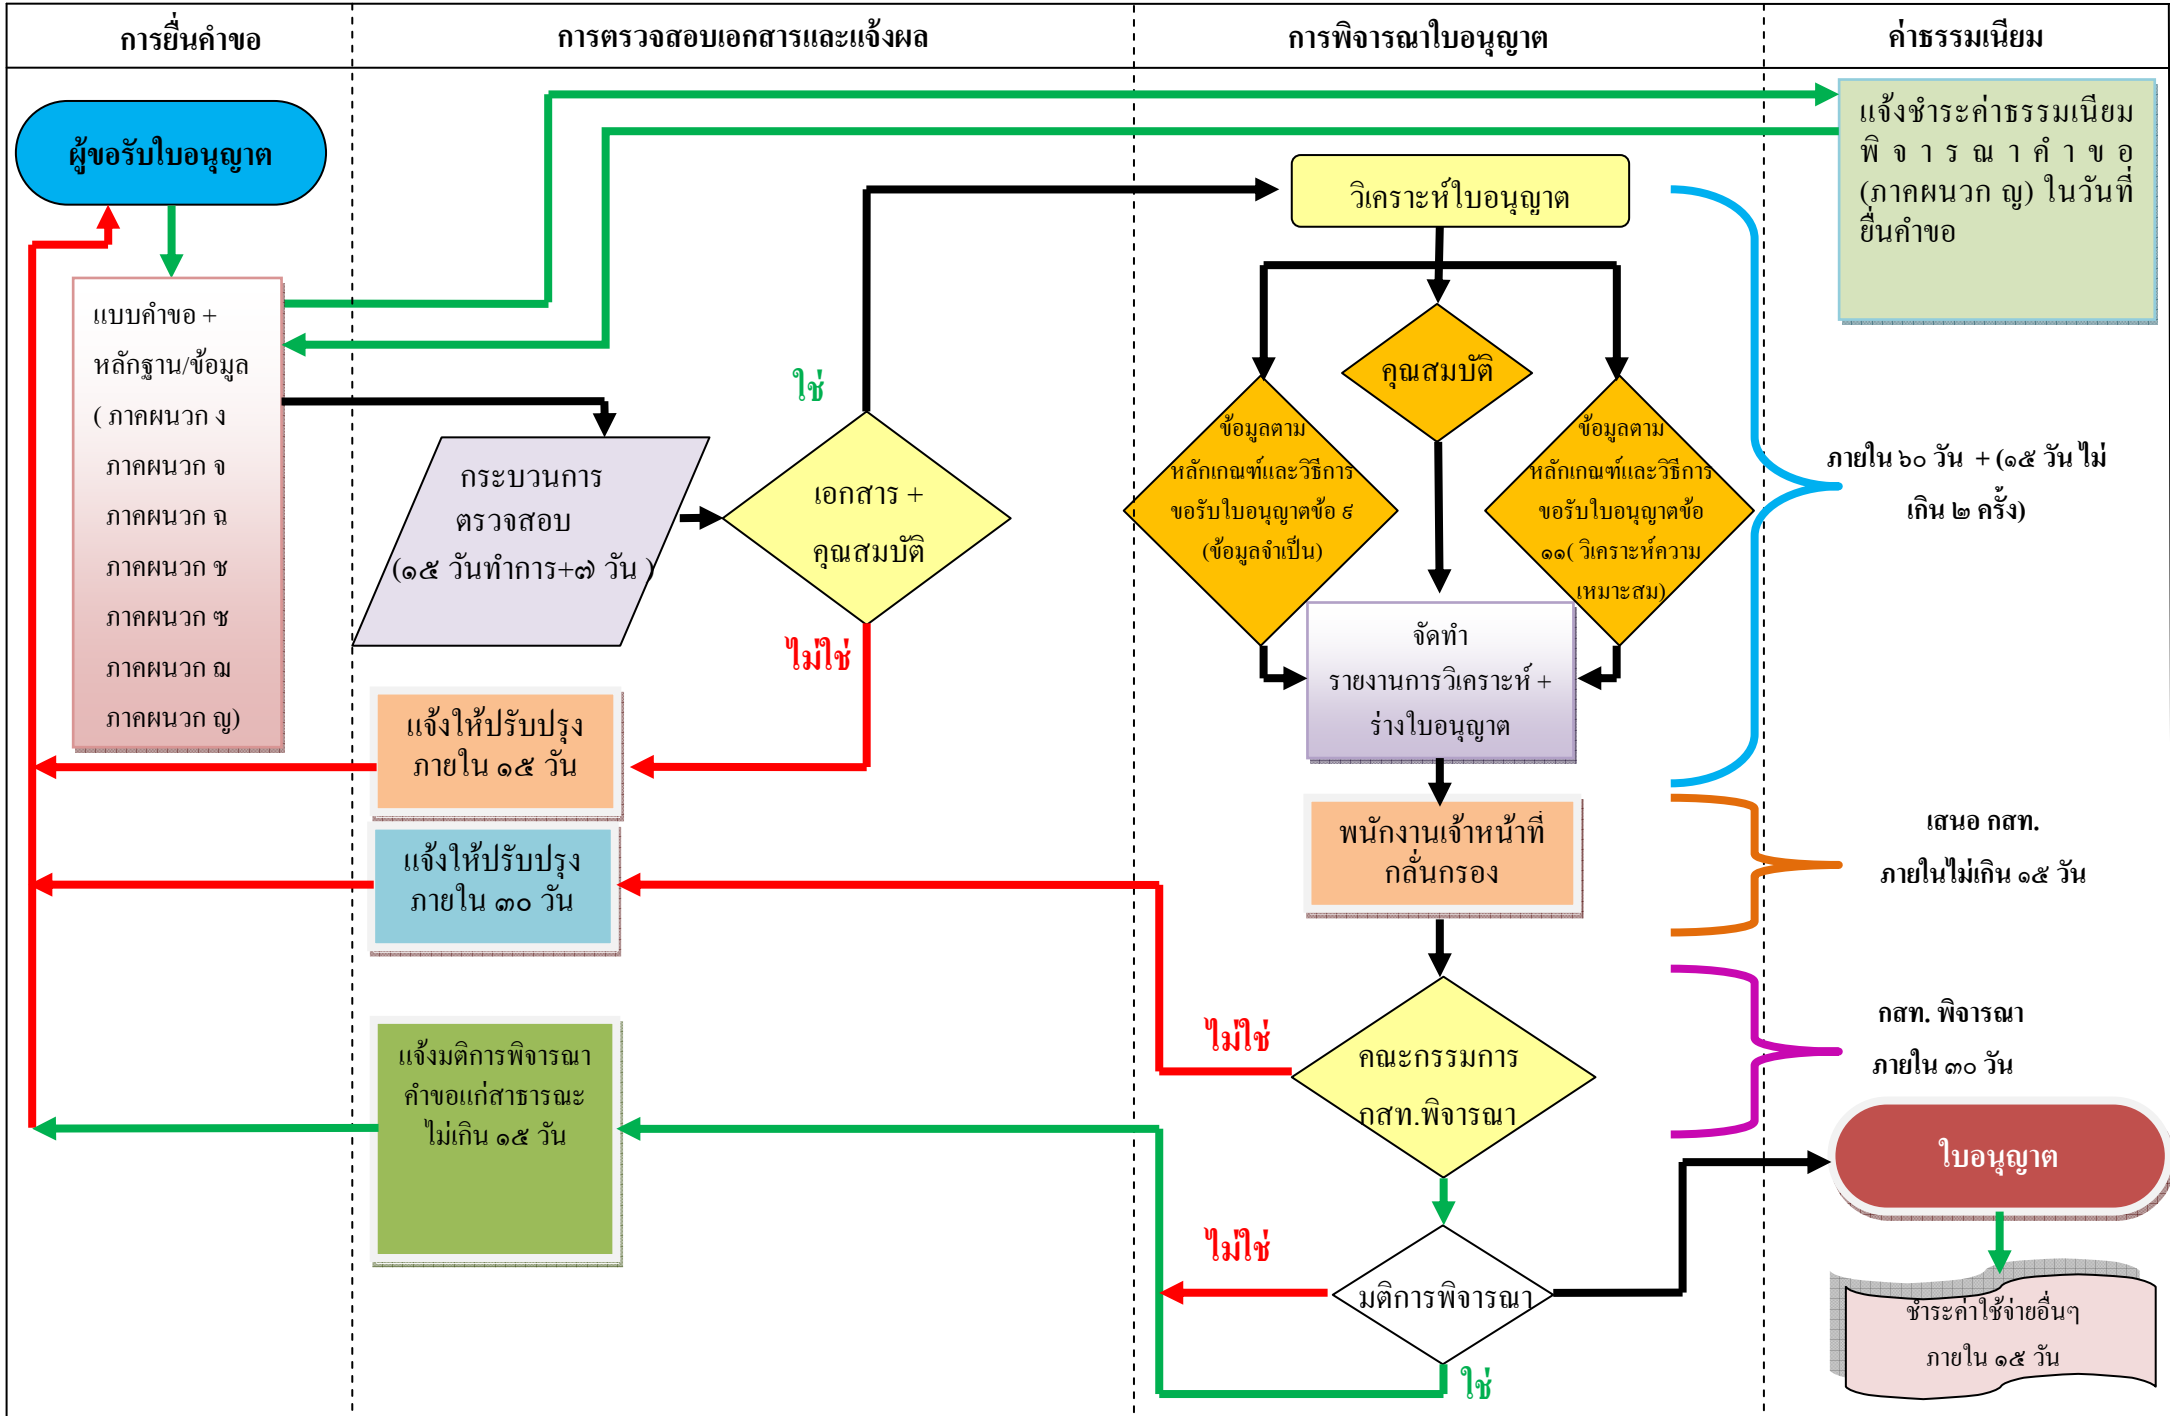 การยื่นคำขอ
การตรวจสอบเอกสารและแจ้งผล
การพิจารณาใบอนุญาต
ค่าธรรมเนียม
ผู้ขอรับใบอนุญาต
แบบคำขอ +
หลักฐาน/ข้อมูล
( ภาคผนวก ง
ภาคผนวก จ
ภาคผนวก ฉ
ภาคผนวก ช
ภาคผนวก ซ
ภาคผนวก ฌ
ภาคผนวก ญ)
กระบวนการ
ตรวจสอบ
(๑๕ วันทำการ+๗ วัน )
ใช่
เอกสาร +
คุณสมบัติ
ไม่ใช่
แจ้งให้ปรับปรุง
ภายใน ๑๕ วัน
แจ้งให้ปรับปรุง
ภายใน ๓๐ วัน
แจ้งมติการพิจารณา
คำขอแก่สาธารณะ
ไม่เกิน ๑๕ วัน
วิเคราะห์ใบอนุญาต
คุณสมบัติ
ข้อมูลตาม
หลักเกณฑ์และวิธีการ
ขอรับใบอนุญาตข้อ ๙
(ข้อมูลจำเป็น)
ข้อมูลตาม
หลักเกณฑ์และวิธีการ
ขอรับใบอนุญาตข้อ
๑๑( วิเคราะห์ความ
เหมาะสม)
จัดทำ
รายงานการวิเคราะห์ +
ร่างใบอนุญาต
พนักงานเจ้าหน้าที่
กลั่นกรอง
ไม่ใช่
คณะกรรมการ
กสท.พิจารณา
ไม่ใช่
มติการพิจารณา
ใช่
แจ้งชำระค่าธรรมเนียม
พิจารณาคำขอ
(ภาคผนวก ญ) ในวันที่
ยื่นคำขอ
ภายใน ๖๐ วัน + (๑๕ วัน ไม่
เกิน ๒ ครั้ง)
เสนอ กสท.
ภายในไม่เกิน ๑๕ วัน
กสท. พิจารณา
ภายใน ๓๐ วัน
ใบอนุญาต
ชำระค่าใช้จ่ายอื่นๆ
ภายใน ๑๕ วัน